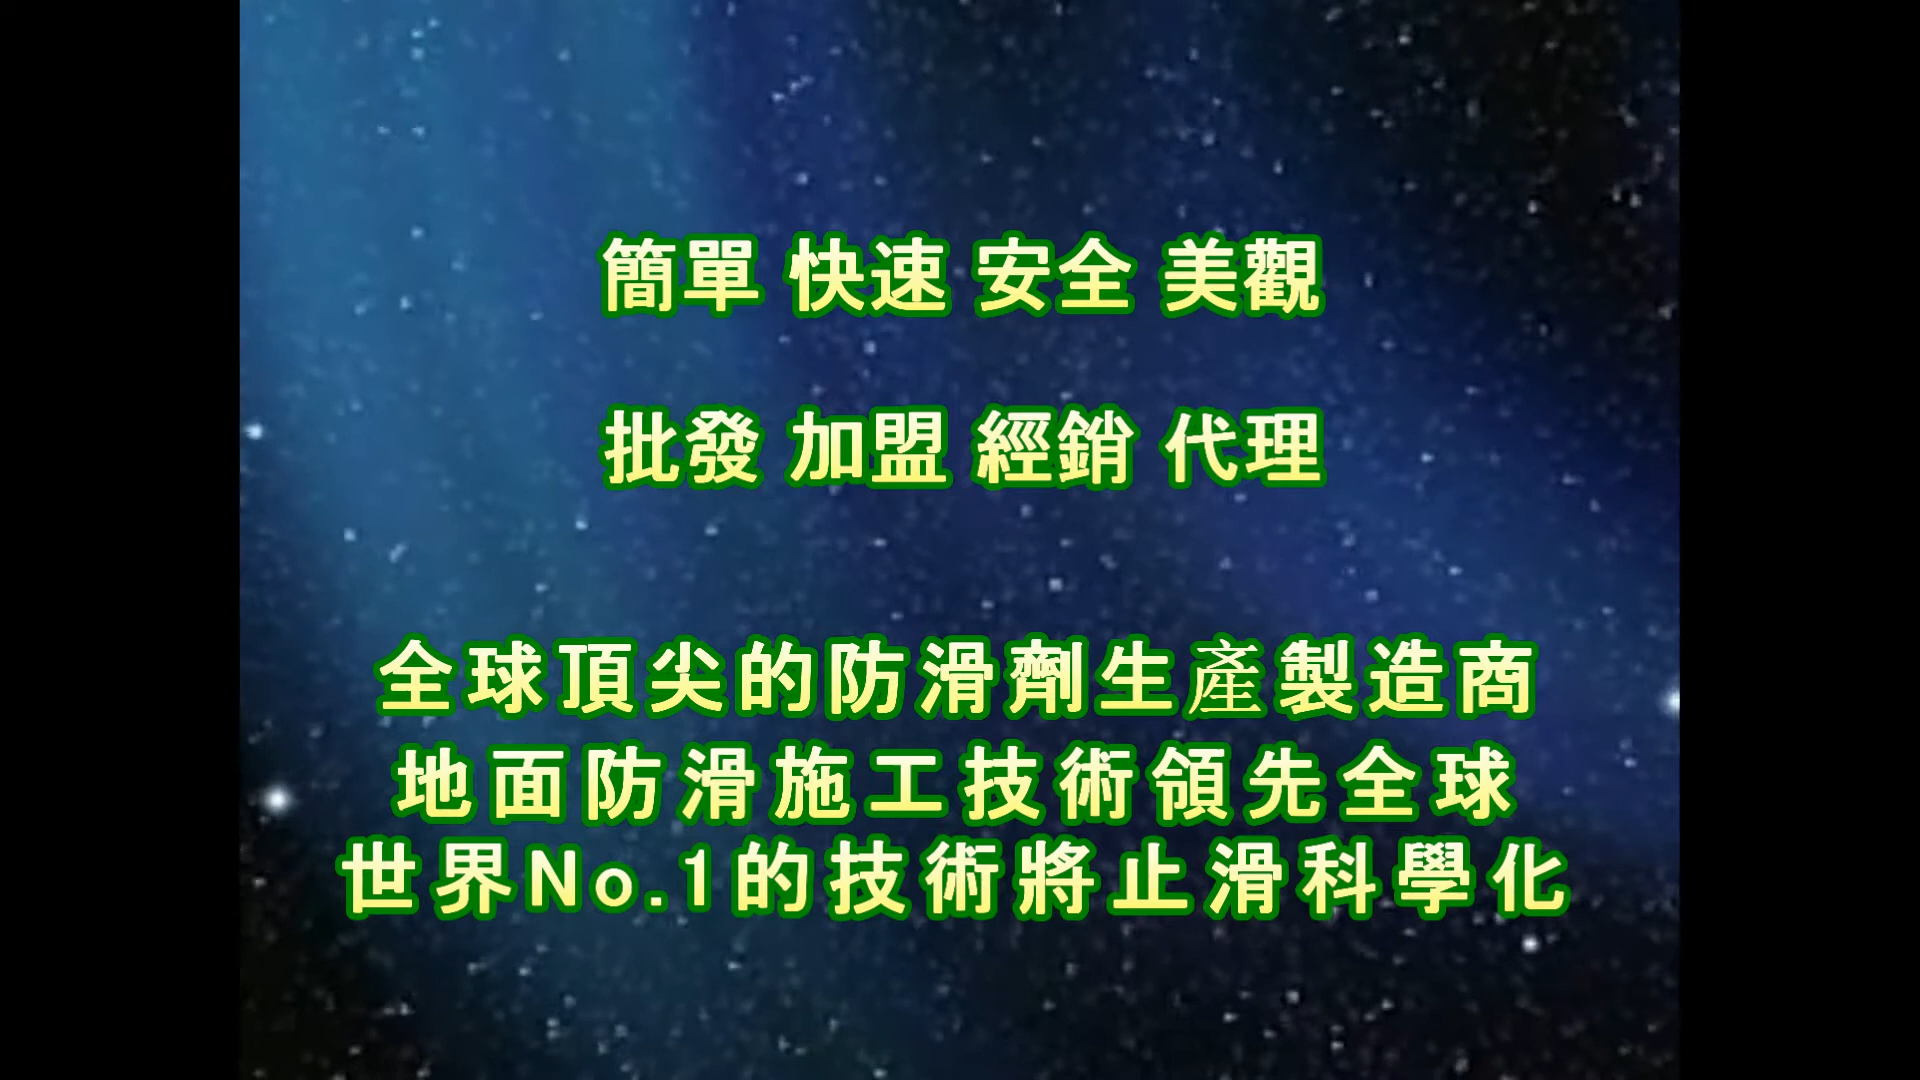 簡單 快速 安全 美觀
批發 加盟 經銷 代理
全球頂尖的防滑劑生產製造商
地面防滑施工技術領先全球
世界No.1的技術將止滑科學化